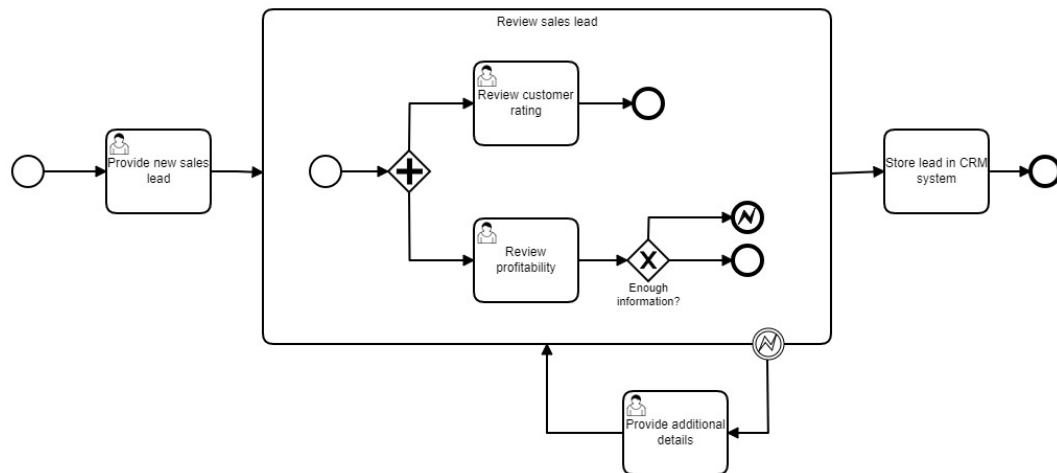 Review sales lead
Review customer
rating
Provide new sales
lead
Store lead in CRM
system
Review
profitability
Enough
information?
Provide additional
details